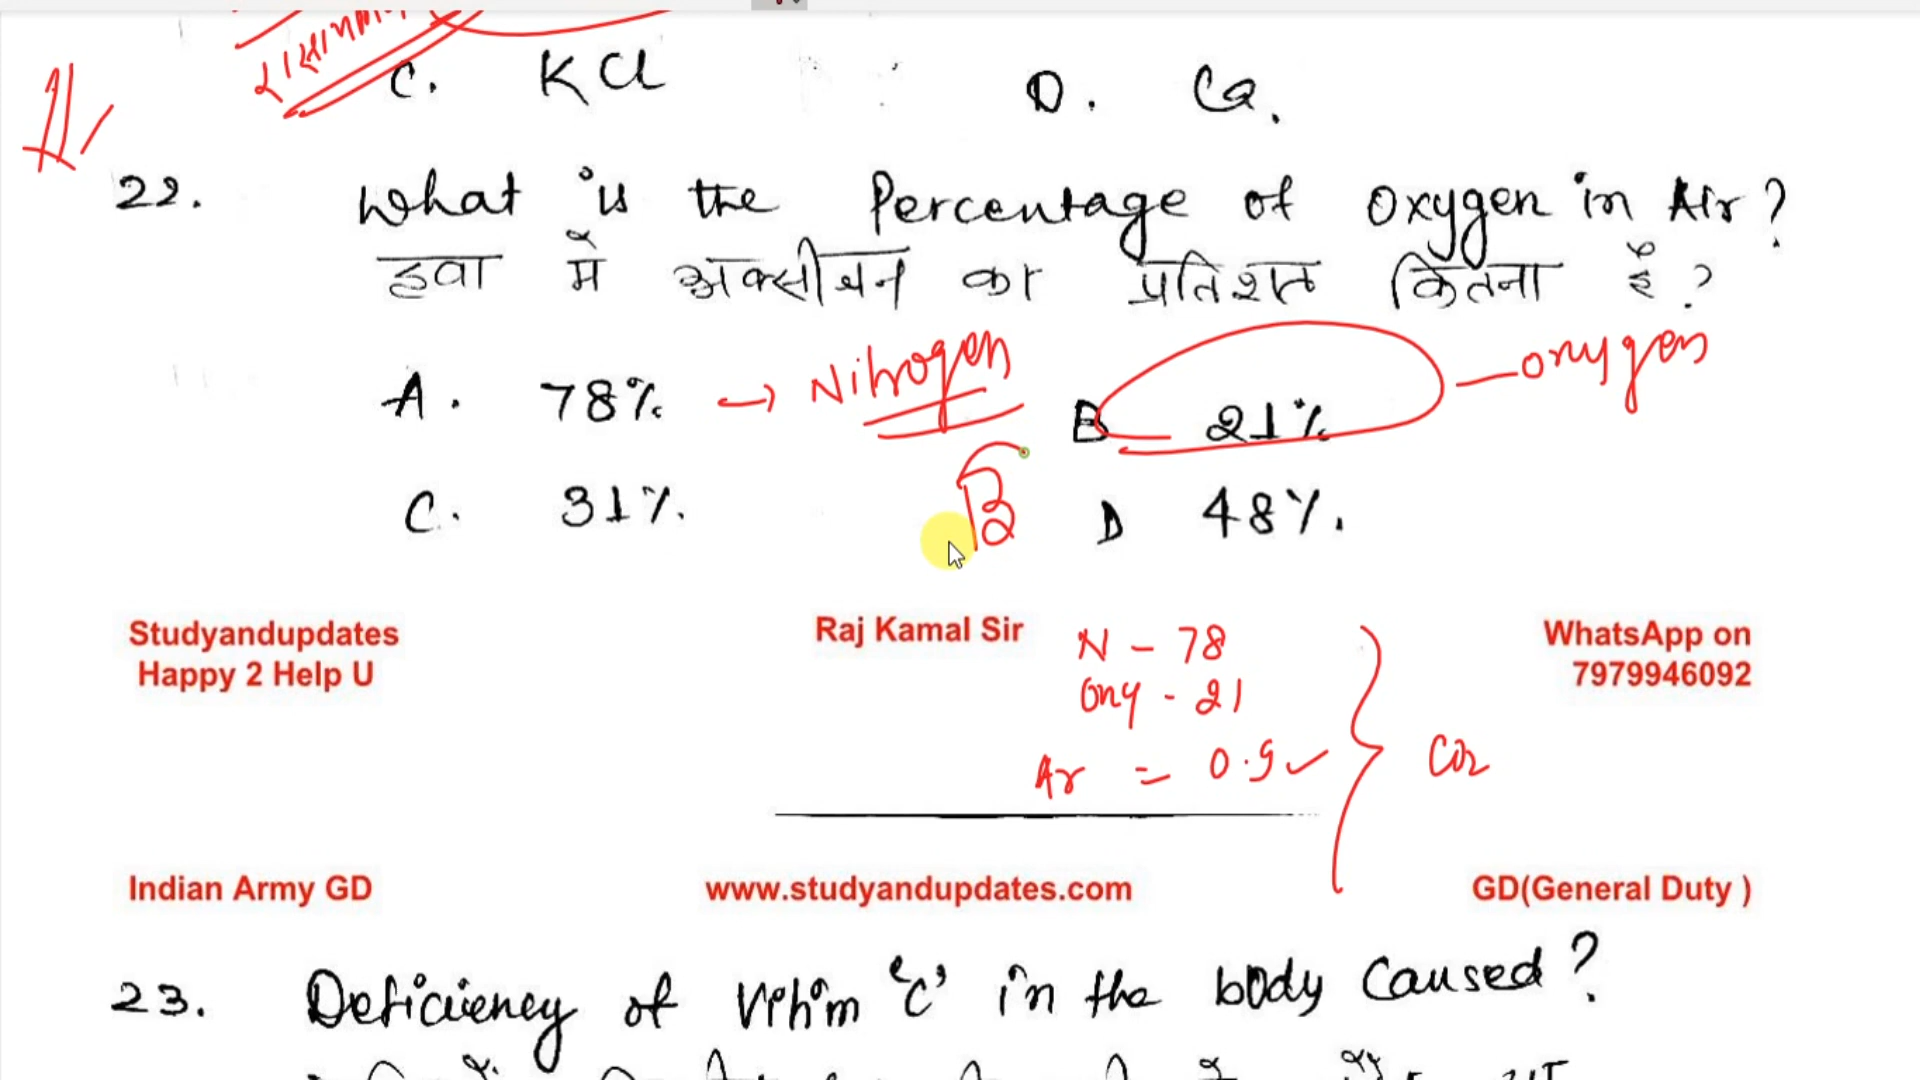 रासायनिक
C. KCl D. Ca.
22. What is the Percentage of Oxygen in Air?
हवा में अक्सीजन का प्रतिशत कितना है?
A. 78% → Nitrogen B 21% — oxygen
C. 31%. B D 48%.
Studyandupdates Raj Kamal Sir WhatsApp on
Happy 2 Help U 7979946092
N - 78
Oxy - 21
Ar = 0.9 ✓ } CO2
Indian Army GD www.studyandupdates.com GD(General Duty )
23. Deficiency of Vitamin 'C' in the body Caused?